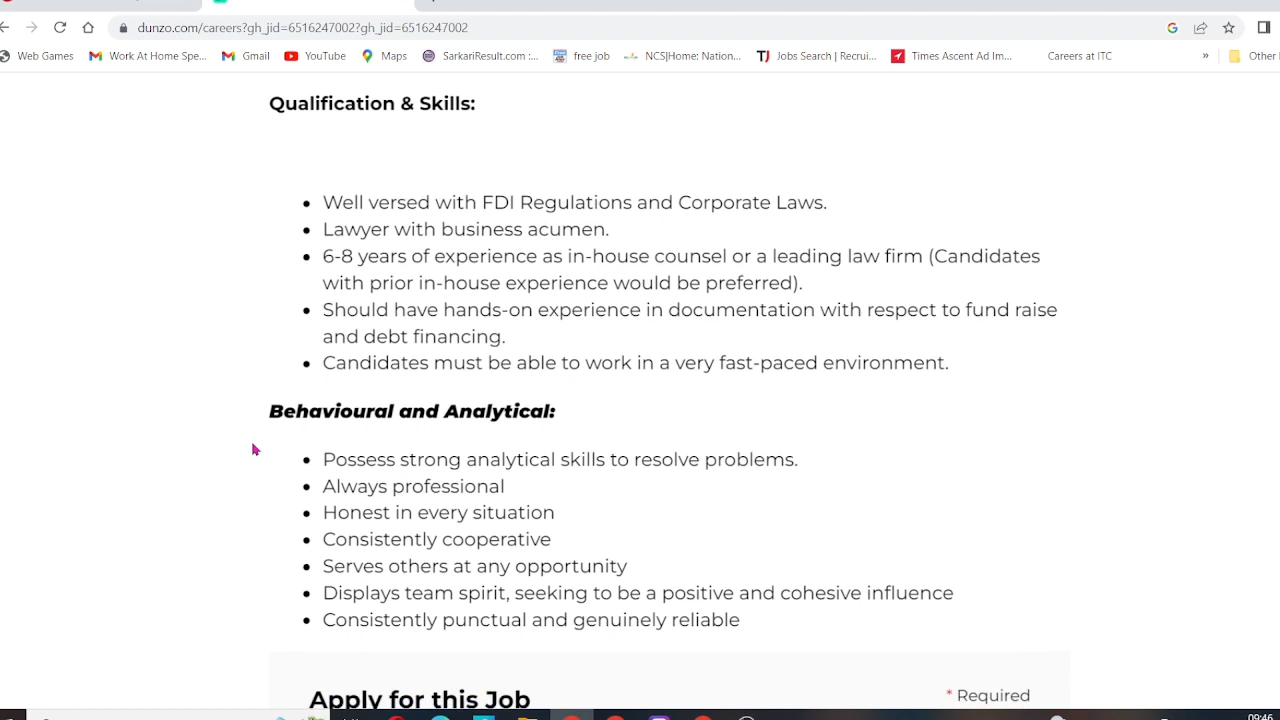 dunzo.com/careers?gh_jid=6516247002?gh_jid=6516247002
Web Games Work At Home Spe... Gmail YouTube Maps SarkariResult.com :... free job NCS|Home: Nation... TJ Jobs Search | Recrui... Times Ascent Ad Im... Careers at ITC » Other
Qualification & Skills:
• Well versed with FDI Regulations and Corporate Laws.
• Lawyer with business acumen.
• 6-8 years of experience as in-house counsel or a leading law firm (Candidates
with prior in-house experience would be preferred).
• Should have hands-on experience in documentation with respect to fund raise
and debt financing.
• Candidates must be able to work in a very fast-paced environment.
Behavioural and Analytical:
• Possess strong analytical skills to resolve problems.
• Always professional
• Honest in every situation
• Consistently cooperative
• Serves others at any opportunity
• Displays team spirit, seeking to be a positive and cohesive influence
• Consistently punctual and genuinely reliable
Apply for this Job * Required
09:46